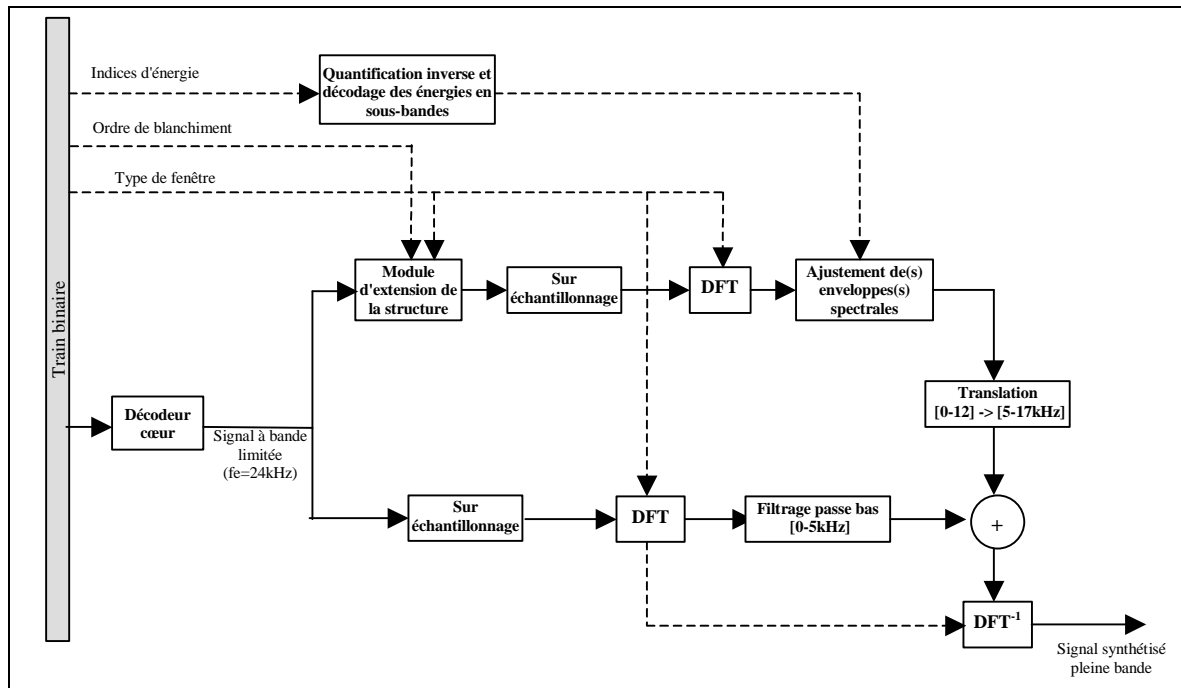 Indices d'énergie
Quantification inverse et
décodage des énergies en
sous-bandes
Ordre de blanchiment
Type de fenêtre
Train binaire
Module
d'extension de
la structure
Sur
échantillonnage
DFT
Ajustement de(s)
enveloppes(s)
spectrales
Translation
[0-12] -> [5-17kHz]
Décodeur
cœur
Signal à bande
limitée
(fe=24kHz)
Sur
échantillonnage
DFT
Filtrage passe bas
[0-5kHz]
+
DFT-1
Signal synthétisé
pleine bande